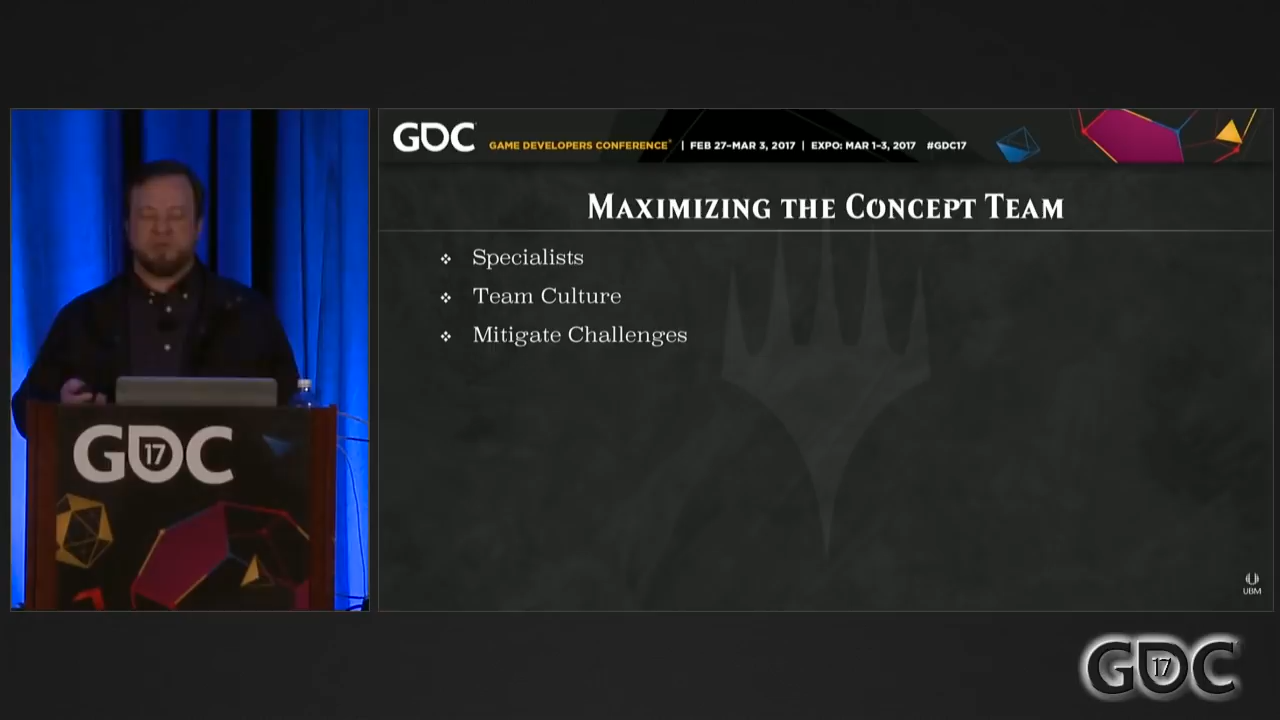 GDC
GAME DEVELOPERS CONFERENCE® | FEB 27–MAR 3, 2017 | EXPO: MAR 1–3, 2017 #GDC17
MAXIMIZING THE CONCEPT TEAM
❖ Specialists
❖ Team Culture
❖ Mitigate Challenges
GDC 17
UBM
GDC 17